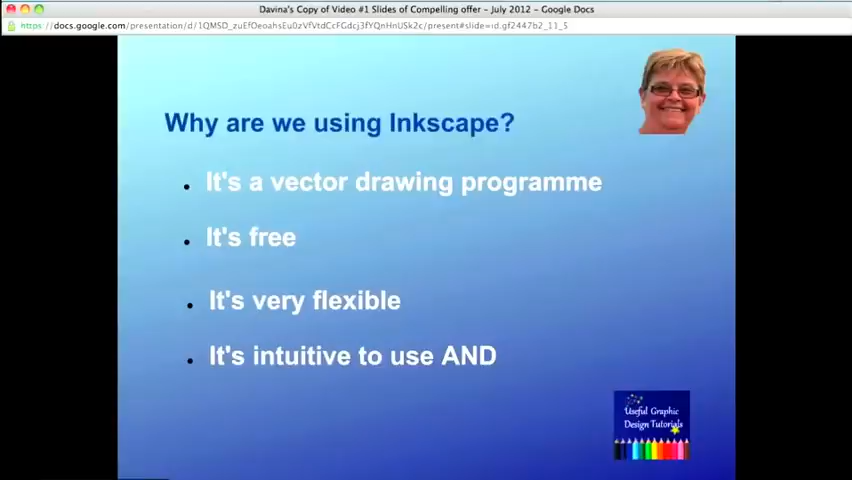 Davina's Copy of Video #1 Slides of Compelling offer - July 2012 - Google Docs
Why are we using Inkscape?
• It's a vector drawing programme
• It's free
• It's very flexible
• It's intuitive to use AND
Useful Graphic
Design Tutorials